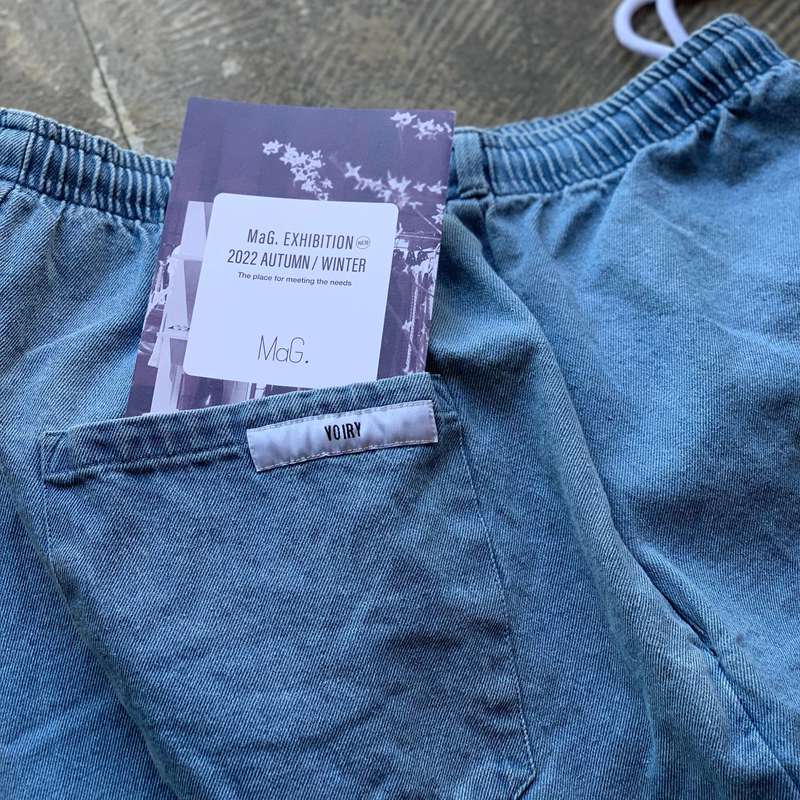 MaG. EXHIBITION
2022 AUTUMN / WINTER
The place for meeting the needs
MaG.
VOIRY